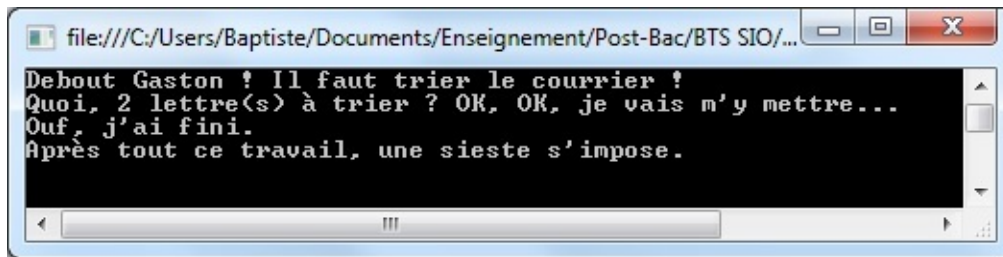 file:///C:/Users/Baptiste/Documents/Enseignement/Post-Bac/BTS SIO/...
Debout Gaston ! Il faut trier le courrier !
Quoi, 2 lettre(s) à trier ? OK, OK, je vais m'y mettre...
Ouf, j'ai fini.
Après tout ce travail, une sieste s'impose.